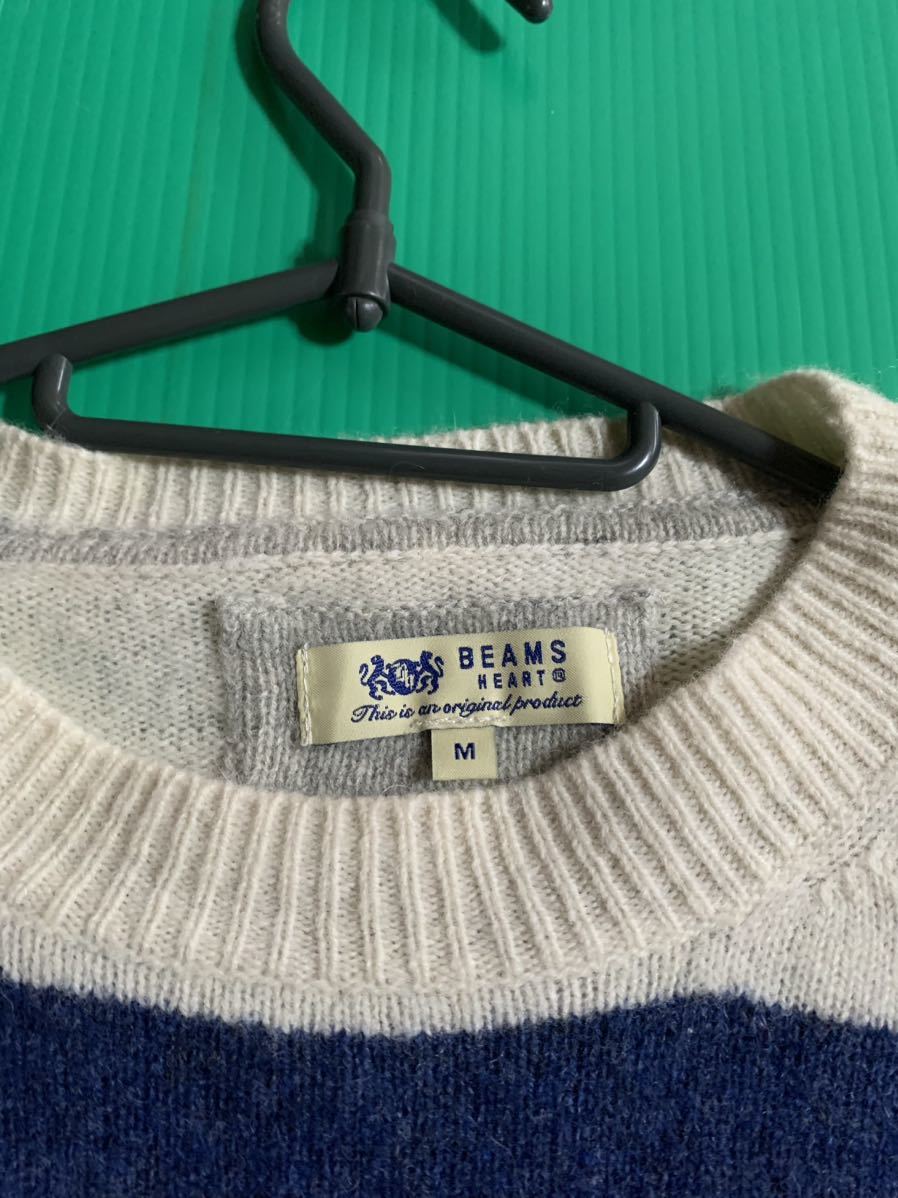 BEAMS
HEART
This is an original product
M